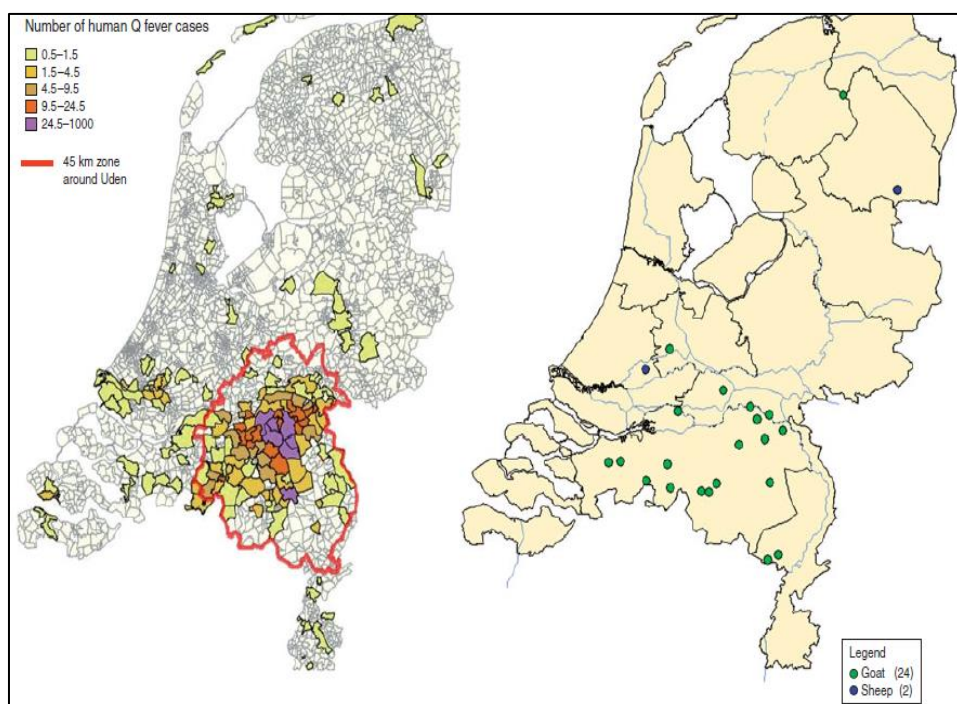 Number of human Q fever cases
0.5–1.5
1.5–4.5
4.5–9.5
9.5–24.5
24.5–1000
45 km zone
around Uden
Legend
Goat (24)
Sheep (2)